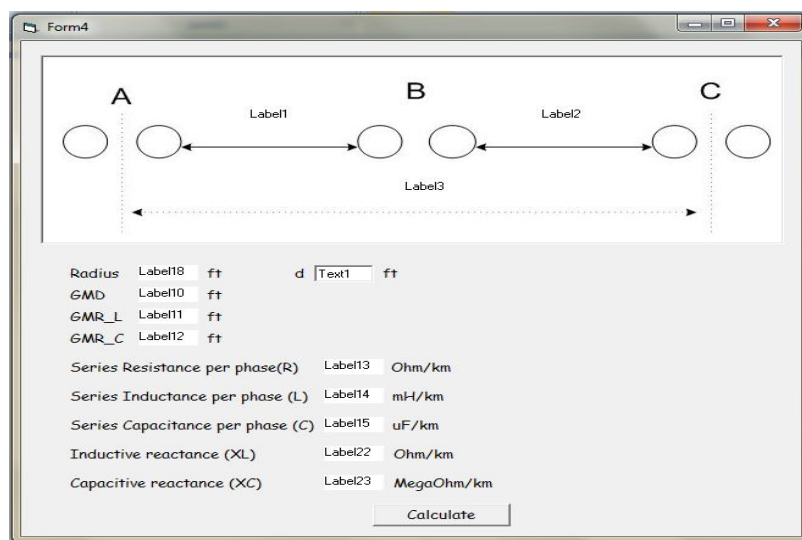 Form4
A B C
Label1 Label2
Label3
Radius Label18 ft d Text1 ft
GMD Label10 ft
GMR_L Label11 ft
GMR_C Label12 ft
Series Resistance per phase(R) Label13 Ohm/km
Series Inductance per phase (L) Label14 mH/km
Series Capacitance per phase (C) Label15 uF/km
Inductive reactance (XL) Label22 Ohm/km
Capacitive reactance (XC) Label23 MegaOhm/km
Calculate